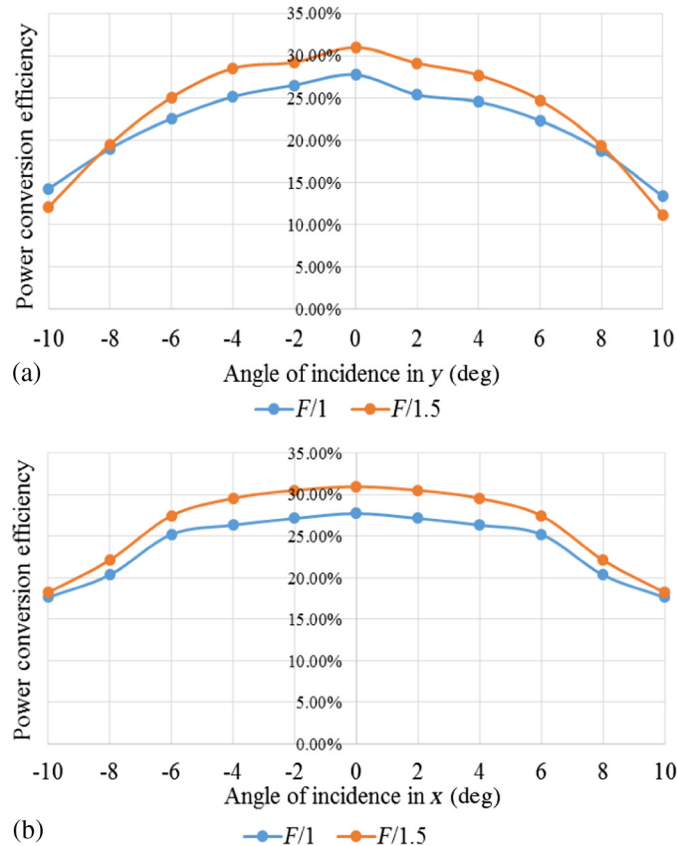 Power conversion efficiency
35.00%
30.00%
25.00%
20.00%
15.00%
10.00%
5.00%
0.00%
-10 -8 -6 -4 -2 0 2 4 6 8 10
Angle of incidence in y (deg)
(a)
F/1 F/1.5
Power conversion efficiency
35.00%
30.00%
25.00%
20.00%
15.00%
10.00%
5.00%
0.00%
-10 -8 -6 -4 -2 0 2 4 6 8 10
Angle of incidence in x (deg)
(b)
F/1 F/1.5